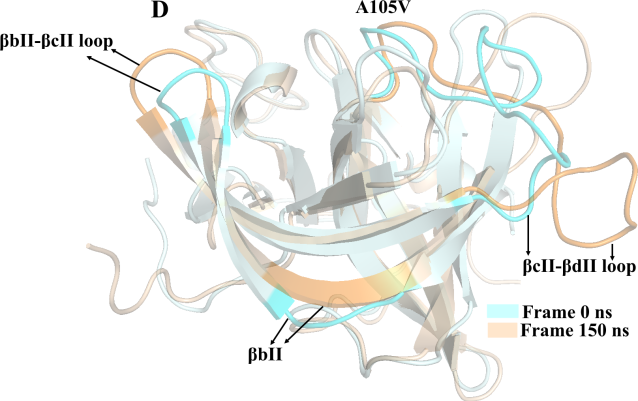 D
A105V
βbII-βcII loop
βcII-βdII loop
Frame 0 ns
Frame 150 ns
βbII